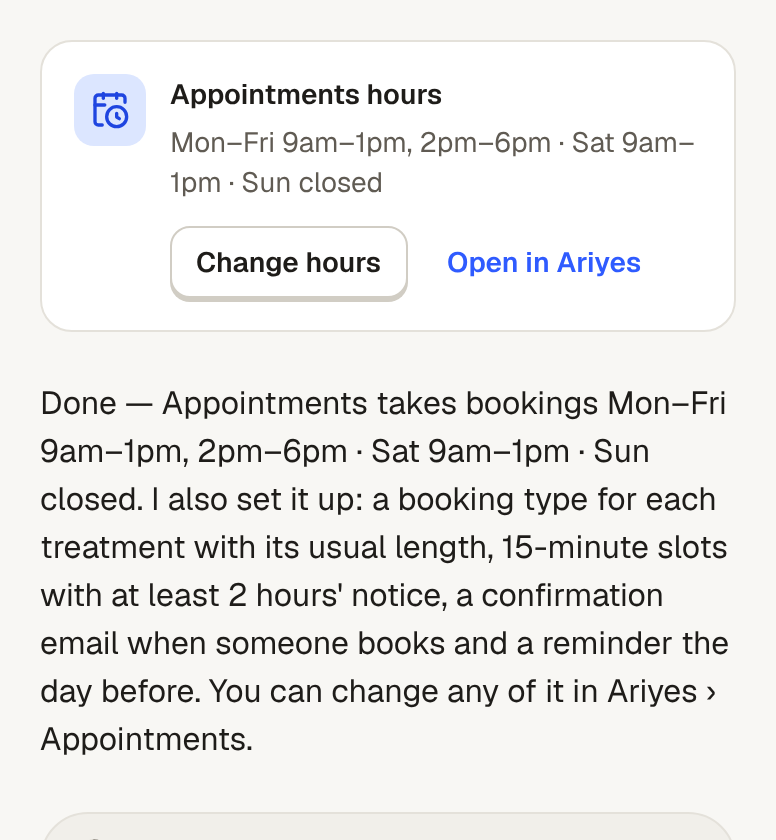 Appointments hours
Mon–Fri 9am–1pm, 2pm–6pm · Sat 9am–
1pm · Sun closed
Change hours
Open in Ariyes
Done — Appointments takes bookings Mon–Fri
9am–1pm, 2pm–6pm · Sat 9am–1pm · Sun
closed. I also set it up: a booking type for each
treatment with its usual length, 15-minute slots
with at least 2 hours' notice, a confirmation
email when someone books and a reminder the
day before. You can change any of it in Ariyes ›
Appointments.